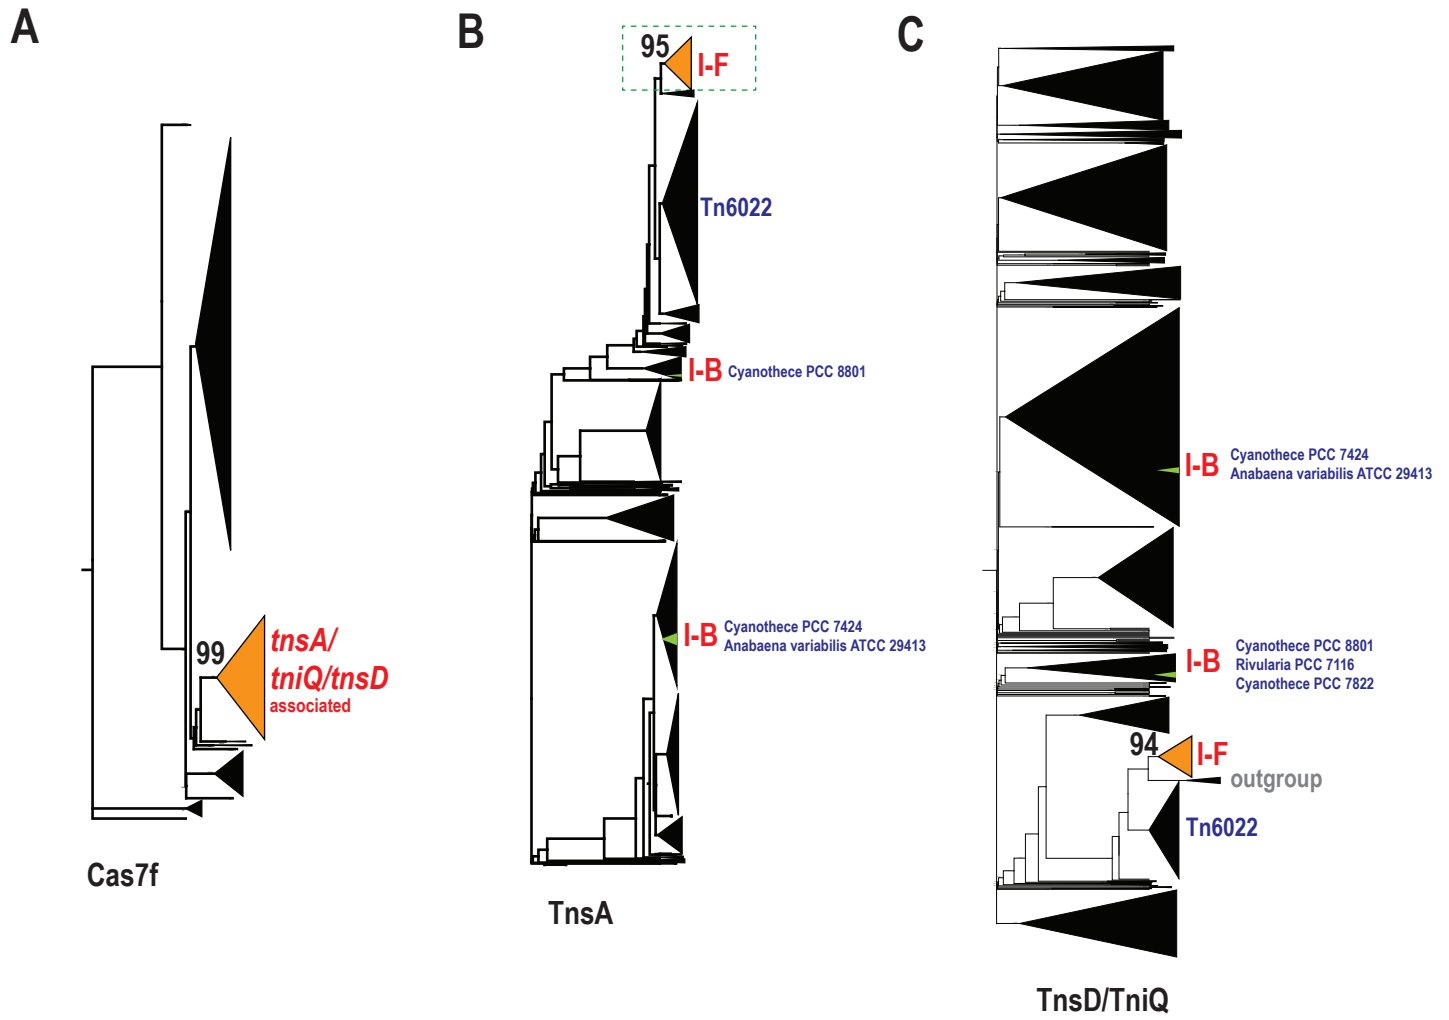 A
99
tnsA/
tniQ/tnsD
associated
Cas7f
B
95
I-F
Tn6022
I-B Cyanothece PCC 8801
I-B Cyanothece PCC 7424
Anabaena variabilis ATCC 29413
TnsA
C
I-B Cyanothece PCC 7424
Anabaena variabilis ATCC 29413
I-B Cyanothece PCC 8801
Rivularia PCC 7116
Cyanothece PCC 7822
94
I-F
outgroup
Tn6022
TnsD/TniQ